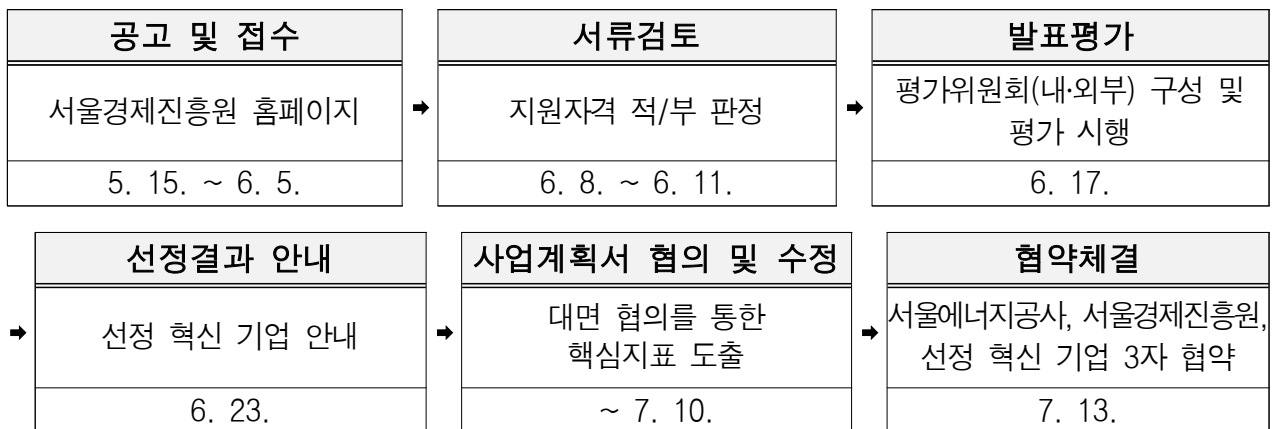 공고 및 접수
서울경제진흥원 홈페이지
5. 15. ~ 6. 5.
➡
서류검토
지원자격 적/부 판정
6. 8. ~ 6. 11.
➡
발표평가
평가위원회(내·외부) 구성 및
평가 시행
6. 17.
➡
선정결과 안내
선정 혁신 기업 안내
6. 23.
➡
사업계획서 협의 및 수정
대면 협의를 통한
핵심지표 도출
~ 7. 10.
➡
협약체결
서울에너지공사, 서울경제진흥원,
선정 혁신 기업 3자 협약
7. 13.